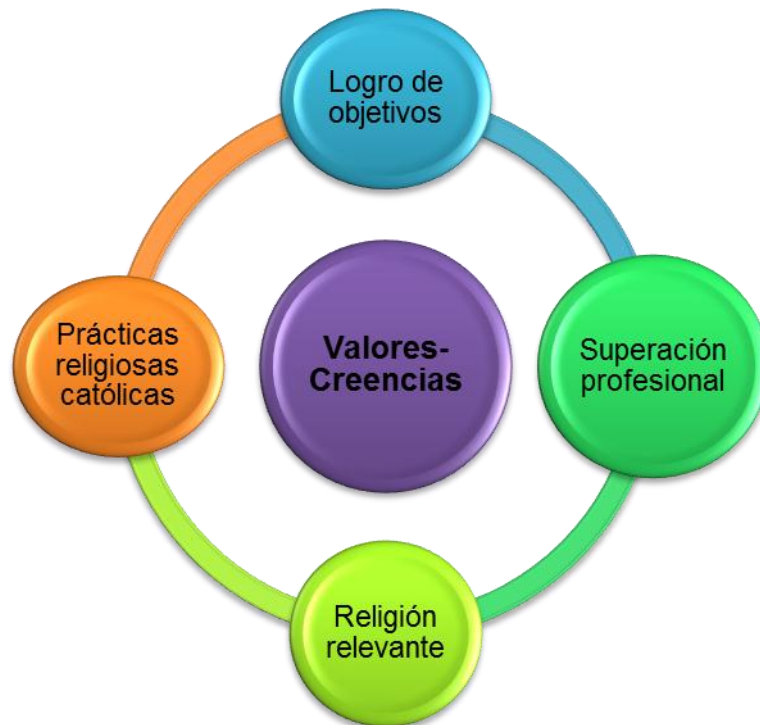 Logro de
objetivos
Prácticas
religiosas
católicas
Valores-
Creencias
Superación
profesional
Religión
relevante